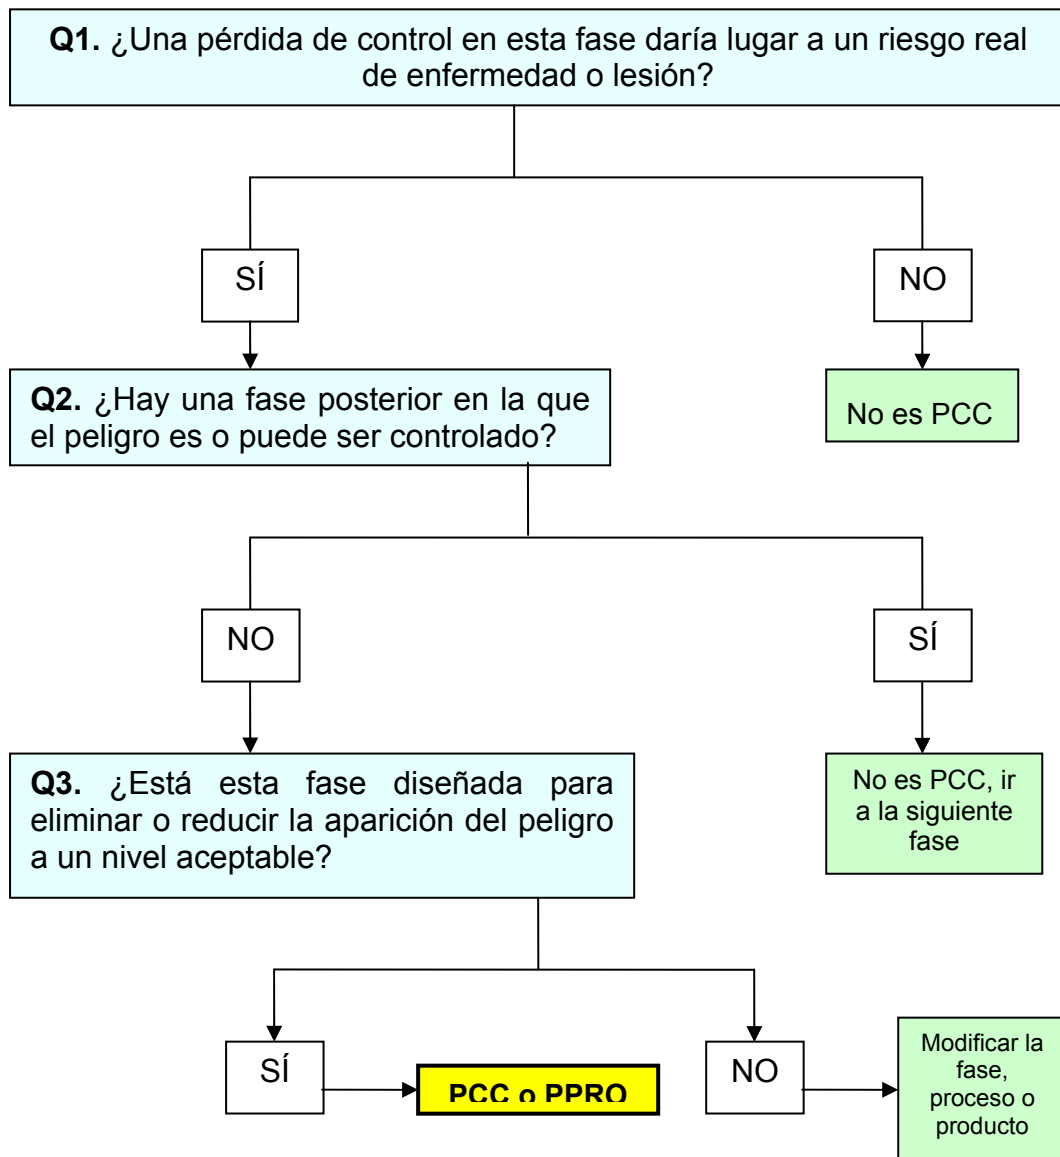 Q1. ¿Una pérdida de control en esta fase daría lugar a un riesgo real
de enfermedad o lesión?
SÍ
NO
Q2. ¿Hay una fase posterior en la que
el peligro es o puede ser controlado?
No es PCC
NO
SÍ
Q3. ¿Está esta fase diseñada para
eliminar o reducir la aparición del peligro
a un nivel aceptable?
No es PCC, ir
a la siguiente
fase
SÍ
PCC o PPRO
NO
Modificar la
fase,
proceso o
producto